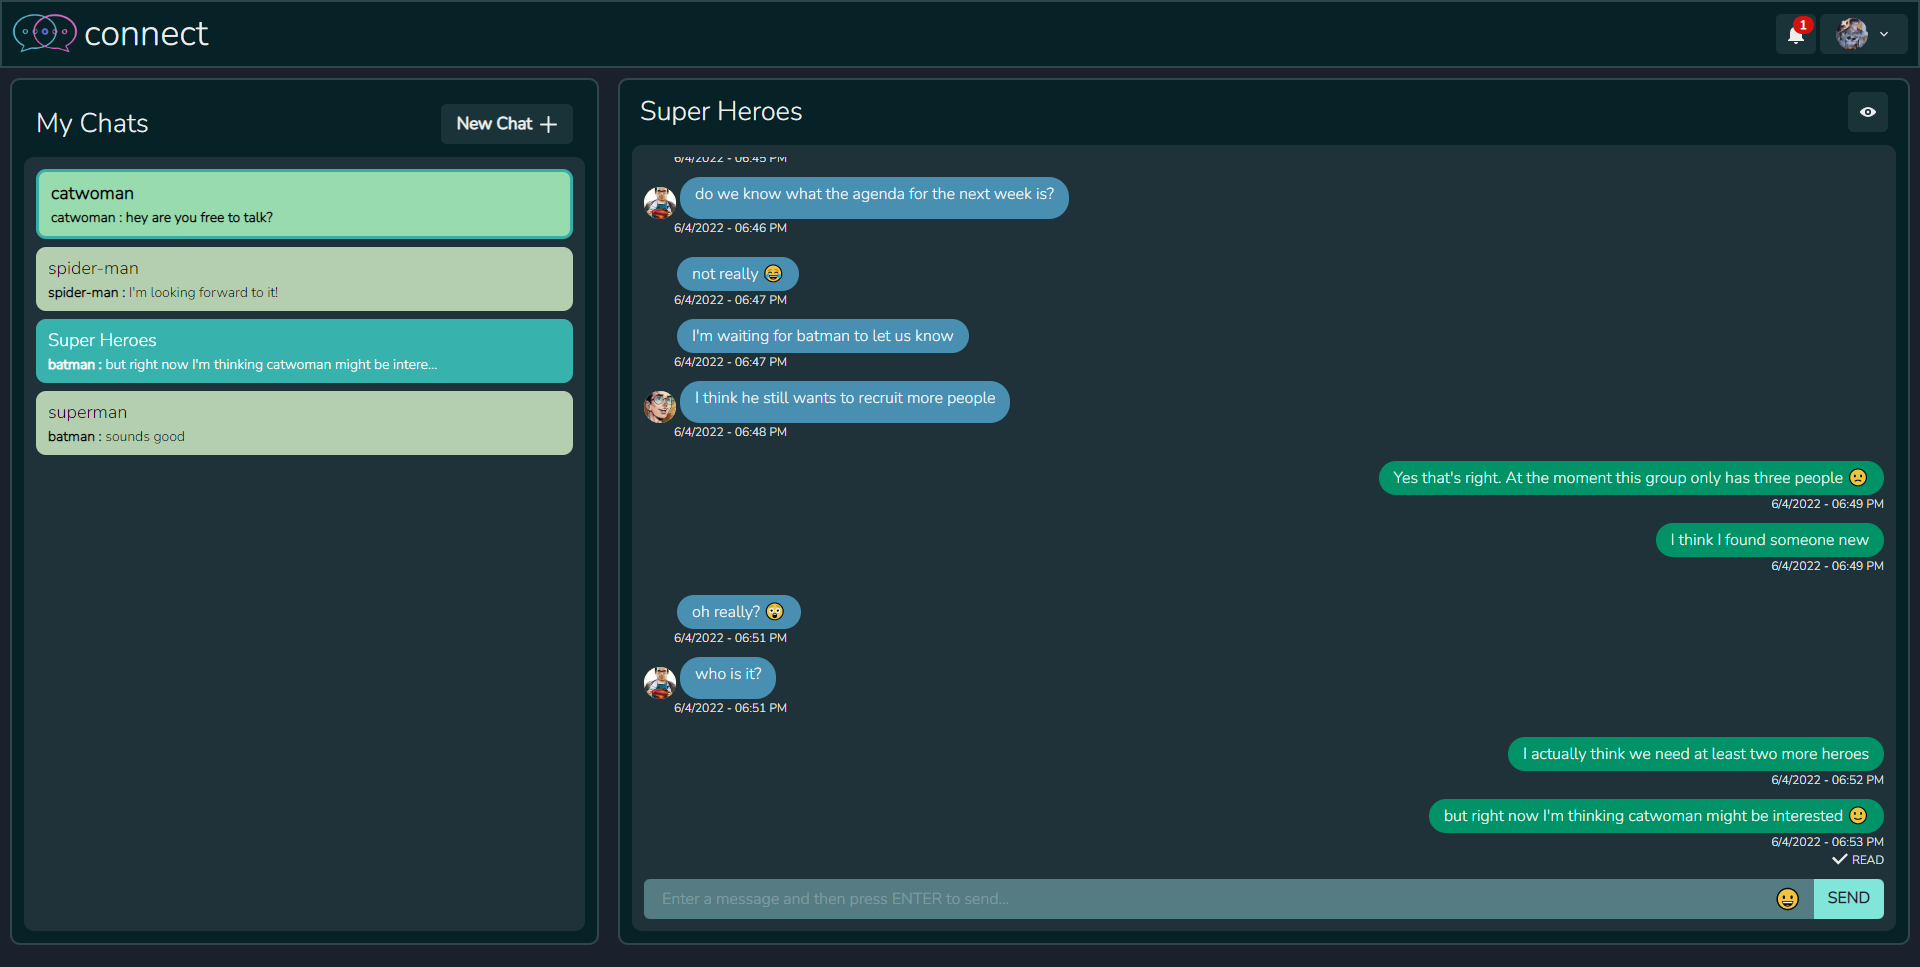 connect
1
My Chats
New Chat
catwoman
catwoman : hey are you free to talk?
spider-man
spider-man : I'm looking forward to it!
Super Heroes
batman : but right now I'm thinking catwoman might be intere...
superman
batman : sounds good
Super Heroes
6/4/2022 - 06:45 PM
do we know what the agenda for the next week is?
6/4/2022 - 06:46 PM
not really 😂
6/4/2022 - 06:47 PM
I'm waiting for batman to let us know
6/4/2022 - 06:47 PM
I think he still wants to recruit more people
6/4/2022 - 06:48 PM
Yes that's right. At the moment this group only has three people 🙁
6/4/2022 - 06:49 PM
I think I found someone new
6/4/2022 - 06:49 PM
oh really? 😲
6/4/2022 - 06:51 PM
who is it?
6/4/2022 - 06:51 PM
I actually think we need at least two more heroes
6/4/2022 - 06:52 PM
but right now I'm thinking catwoman might be interested 🙂
6/4/2022 - 06:53 PM
READ
Enter a message and then press ENTER to send...
SEND